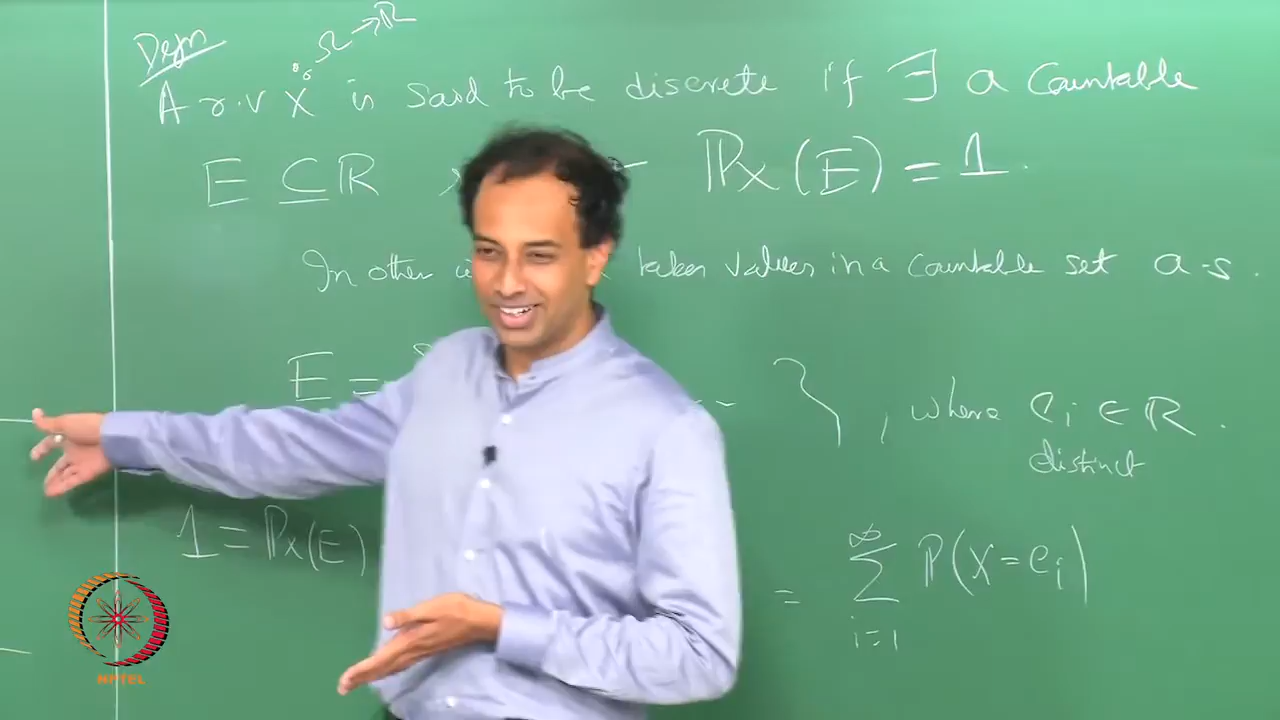 Defn
Ω → ℝ
A r.v X is said to be discrete if ∃ a Countable
E ⊆ ℝ ℙx(E) = 1.
In other takes values in a countable set a.s.
E = }, where eᵢ ∈ ℝ.
distinct
1 = ℙx(E) = ∑ i=1 ∞ ℙ(X=eᵢ)
NPTEL